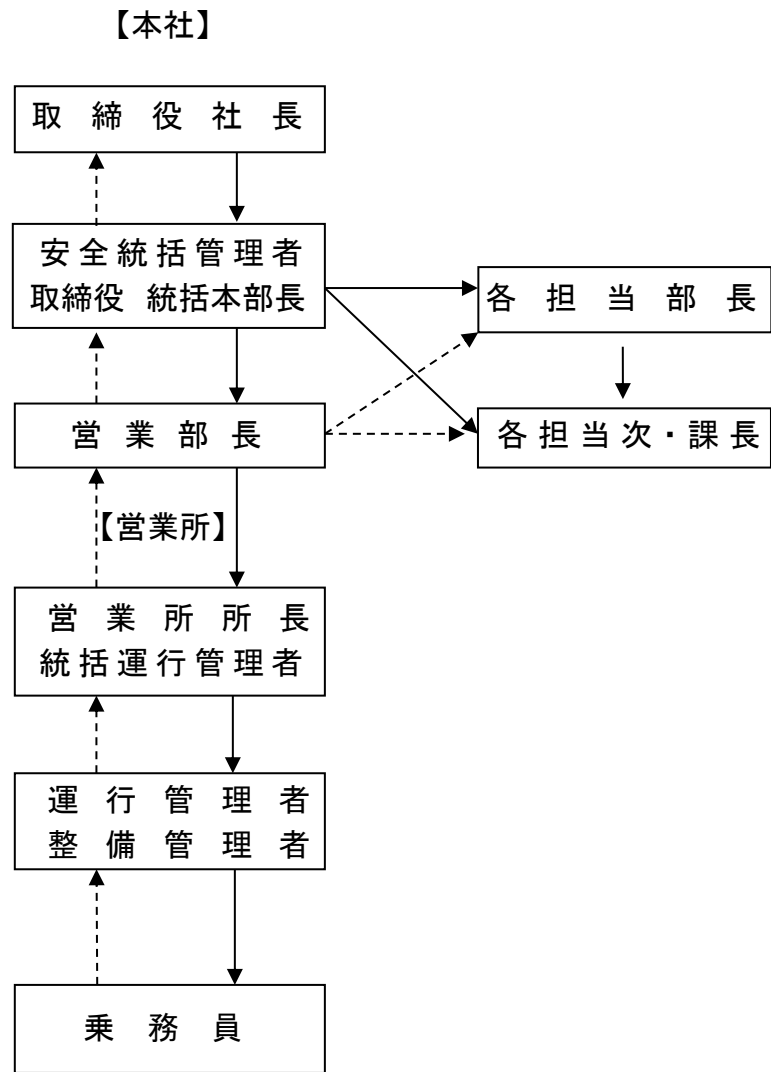 【本社】
取締役社長
安全統括管理者
取締役 統括本部長
各担当部長
営業部長
各担当次・課長
【営業所】
営業所所長
統括運行管理者
運行管理者
整備管理者
乗務員